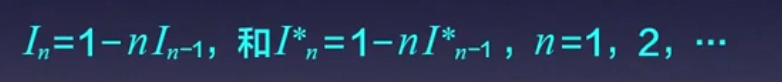 Iₙ=1−nIₙ₋₁, 和I*ₙ=1−nI*ₙ₋₁, n=1, 2, ⋯